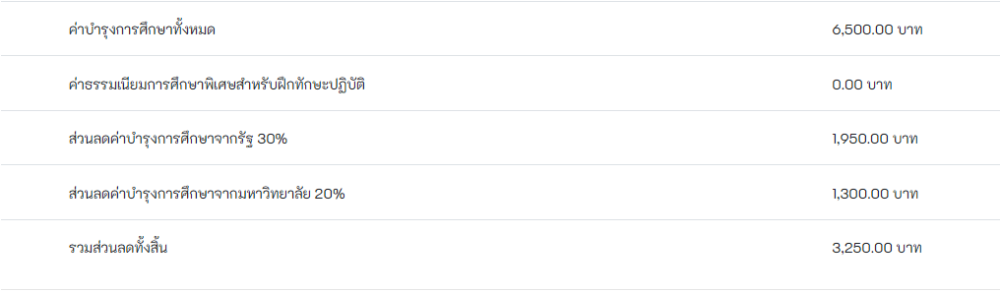 ค่าบำรุงการศึกษาทั้งหมด 6,500.00 บาท
ค่าธรรมเนียมการศึกษาพิเศษสำหรับฝึกทักษะปฏิบัติ 0.00 บาท
ส่วนลดค่าบำรุงการศึกษาจากรัฐ 30% 1,950.00 บาท
ส่วนลดค่าบำรุงการศึกษาจากมหาวิทยาลัย 20% 1,300.00 บาท
รวมส่วนลดทั้งสิ้น 3,250.00 บาท